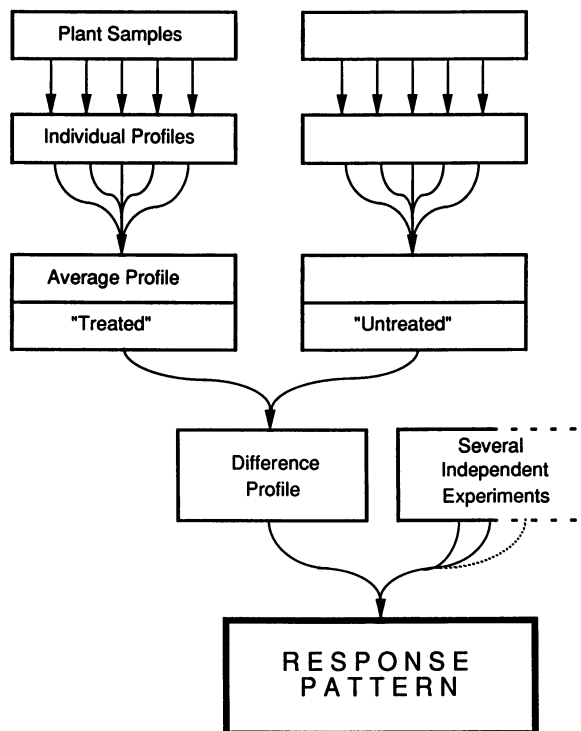 Plant Samples
Individual Profiles
Average Profile
"Treated"
"Untreated"
Difference
Profile
Several
Independent
Experiments
RESPONSE
PATTERN